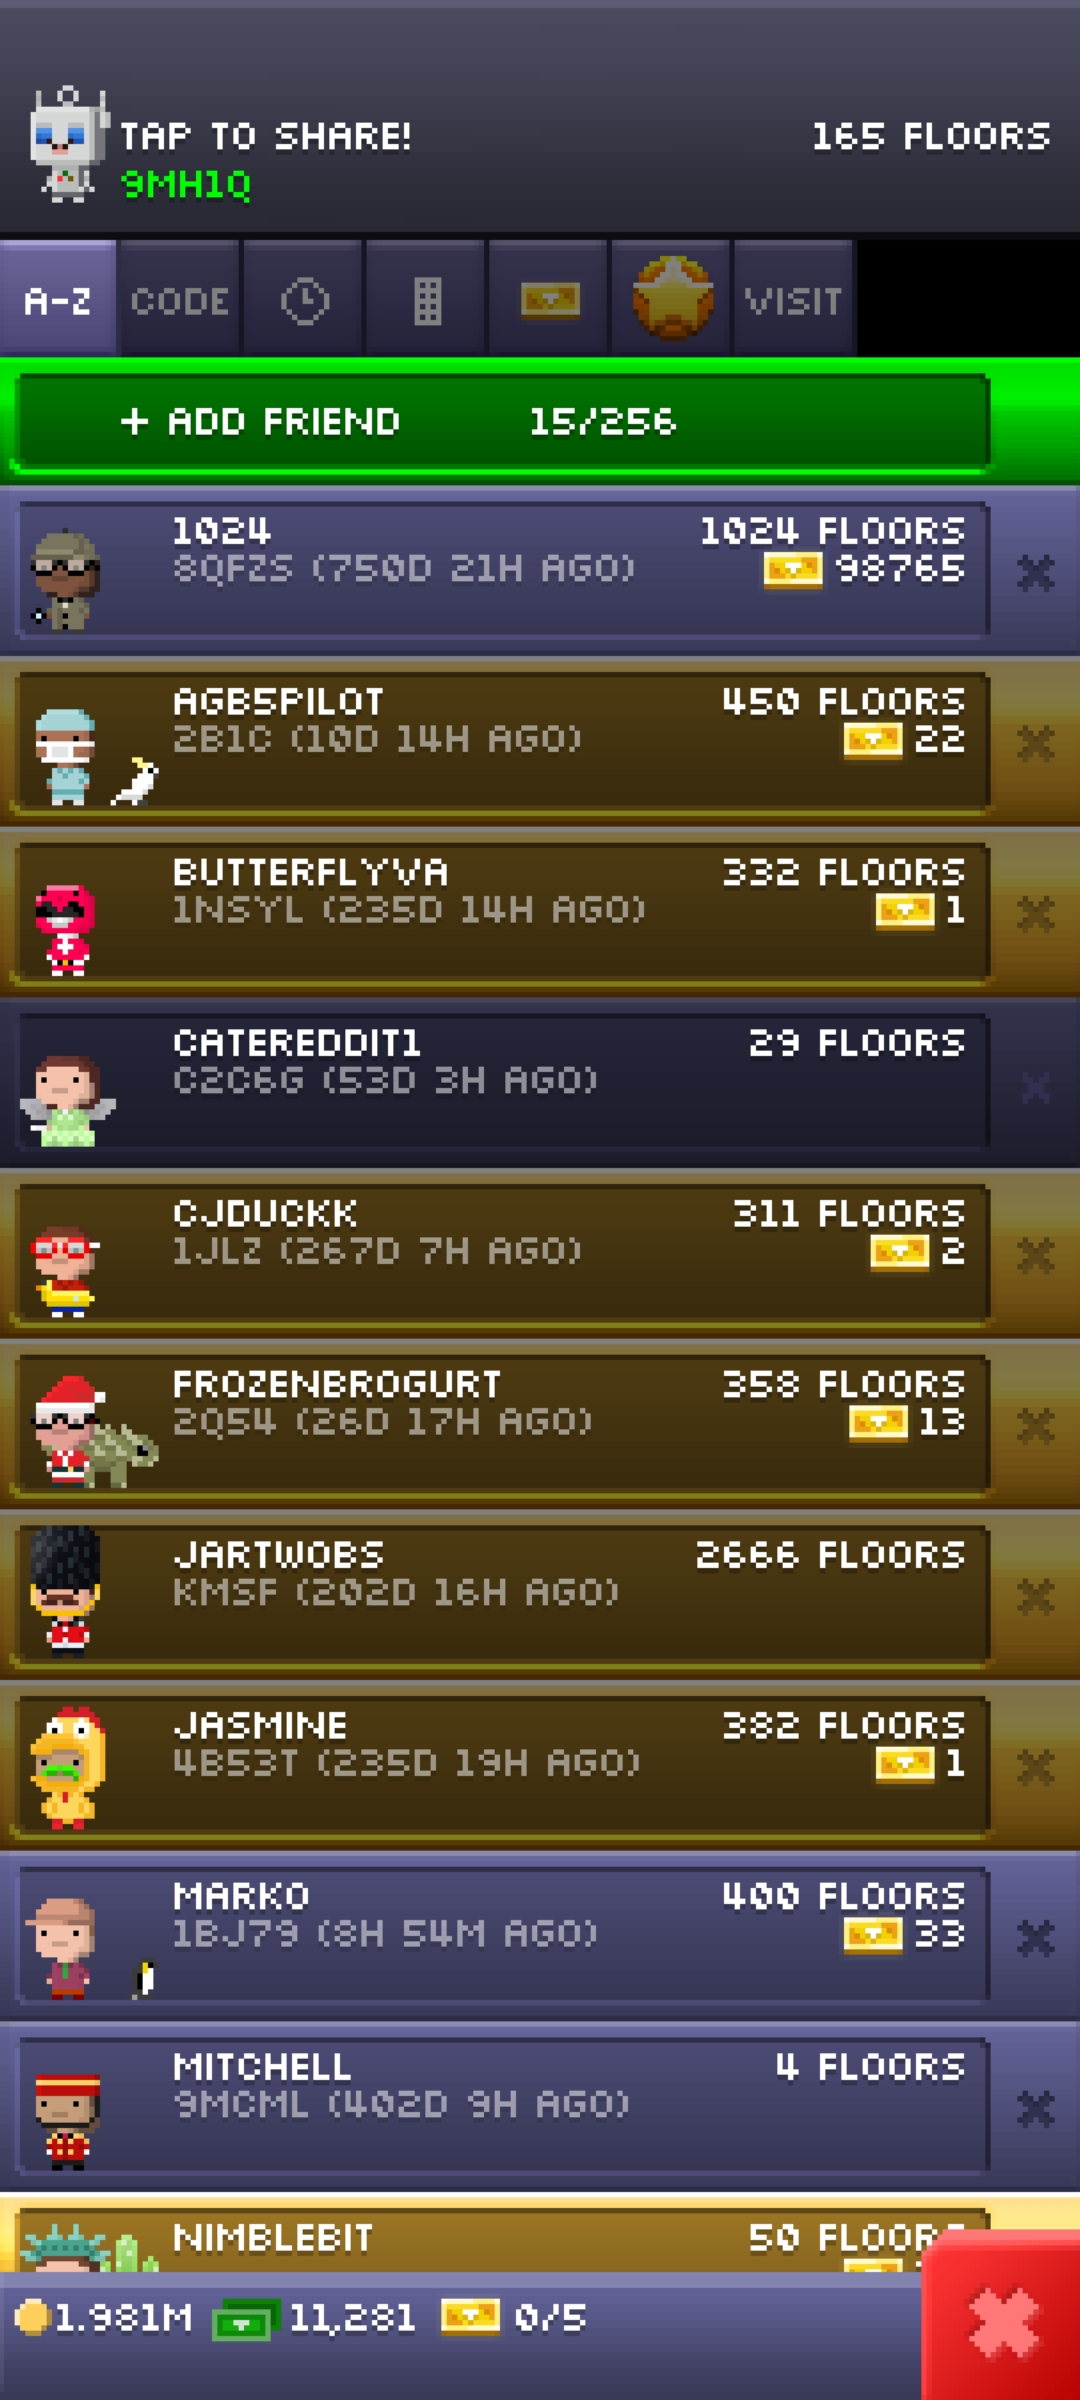 TAP TO SHARE!
165 FLOORS
9MH1Q
A-Z
CODE
VISIT
+ ADD FRIEND 15/256
1024
1024 FLOORS
8QFZS (750D 21H AGO)
98765
AGB5PILOT
450 FLOORS
2B1C (10D 14H AGO)
22
BUTTERFLYVA
332 FLOORS
1NSYL (235D 14H AGO)
1
CATEREDDIT1
29 FLOORS
C2C6G (53D 3H AGO)
CJDUCKK
311 FLOORS
1JLZ (267D 7H AGO)
2
FROZENBROGURT
358 FLOORS
2Q54 (26D 17H AGO)
13
JARTWOBS
2666 FLOORS
KMSF (202D 16H AGO)
JASMINE
382 FLOORS
4B53T (235D 19H AGO)
1
MARKO
400 FLOORS
1BJ79 (8H 54M AGO)
33
MITCHELL
4 FLOORS
9MCML (402D 9H AGO)
NIMBLEBIT
50 FLOORS
1.981M 11,281 0/5